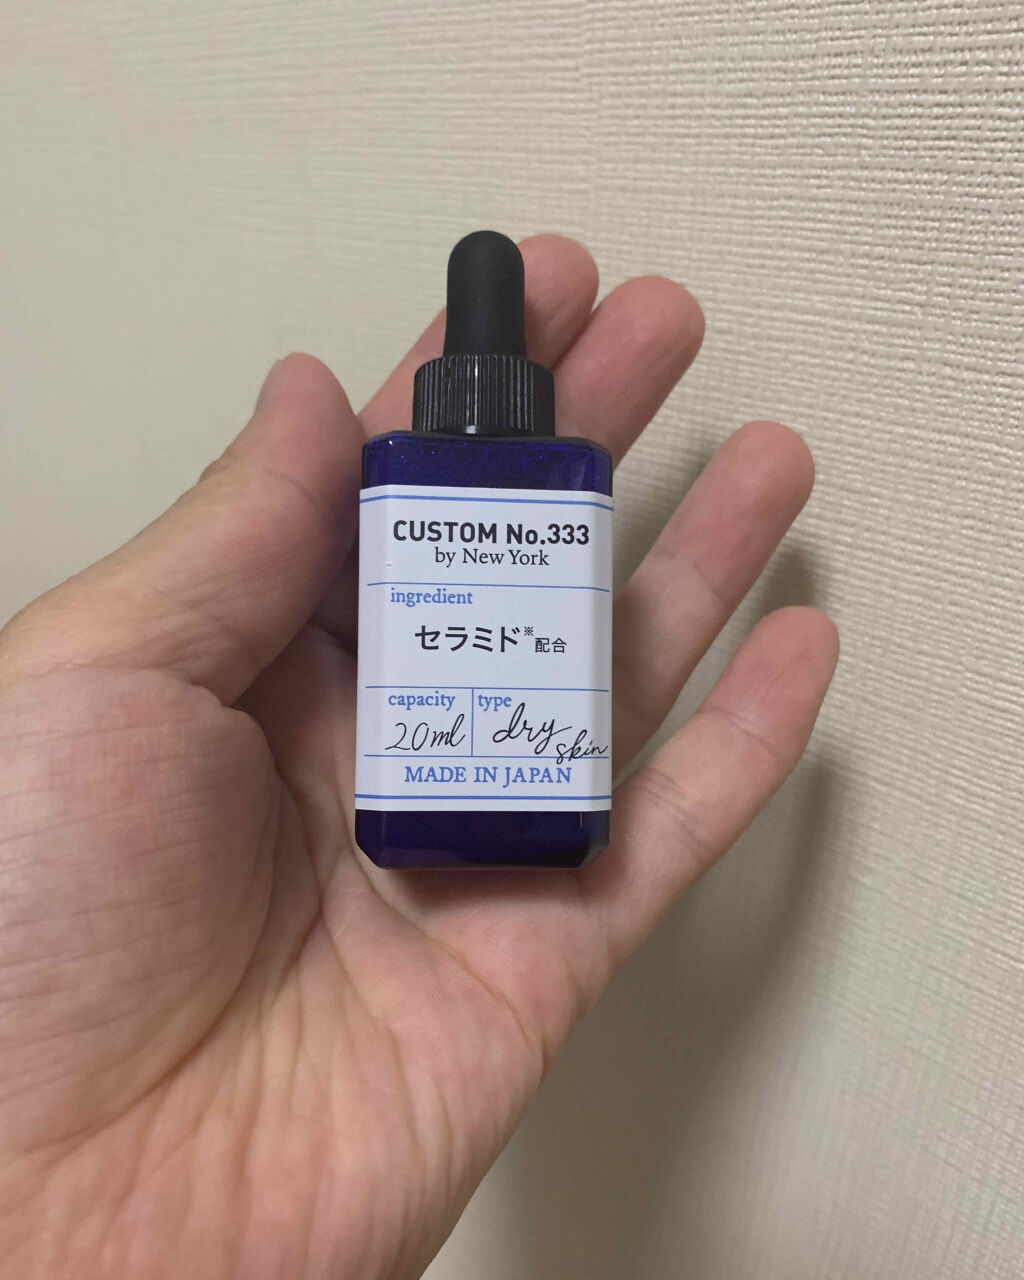 CUSTOM No.333
by New York
ingredient
セラミド※配合
capacity
20ml
type
dry
skin
MADE IN JAPAN